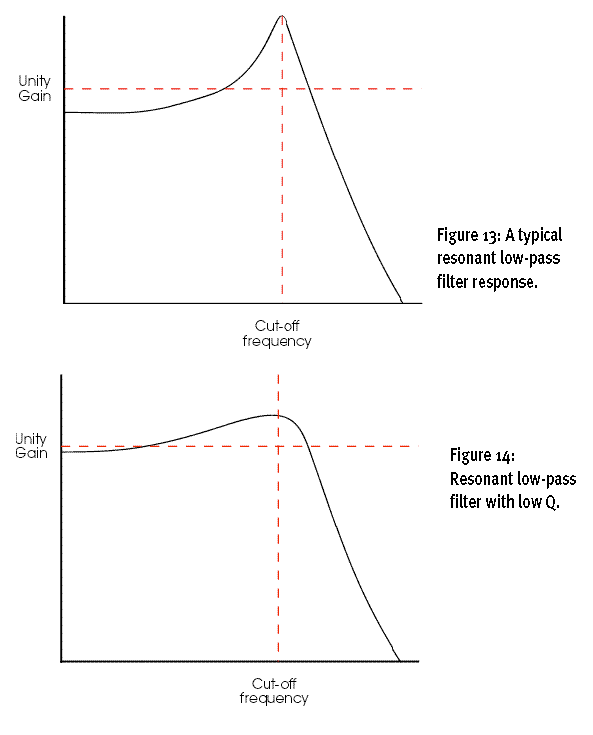 Unity
Gain
Figure 13: A typical
resonant low-pass
filter response.
Cut-off
frequency
Unity
Gain
Figure 14:
Resonant low-pass
filter with low Q.
Cut-off
frequency